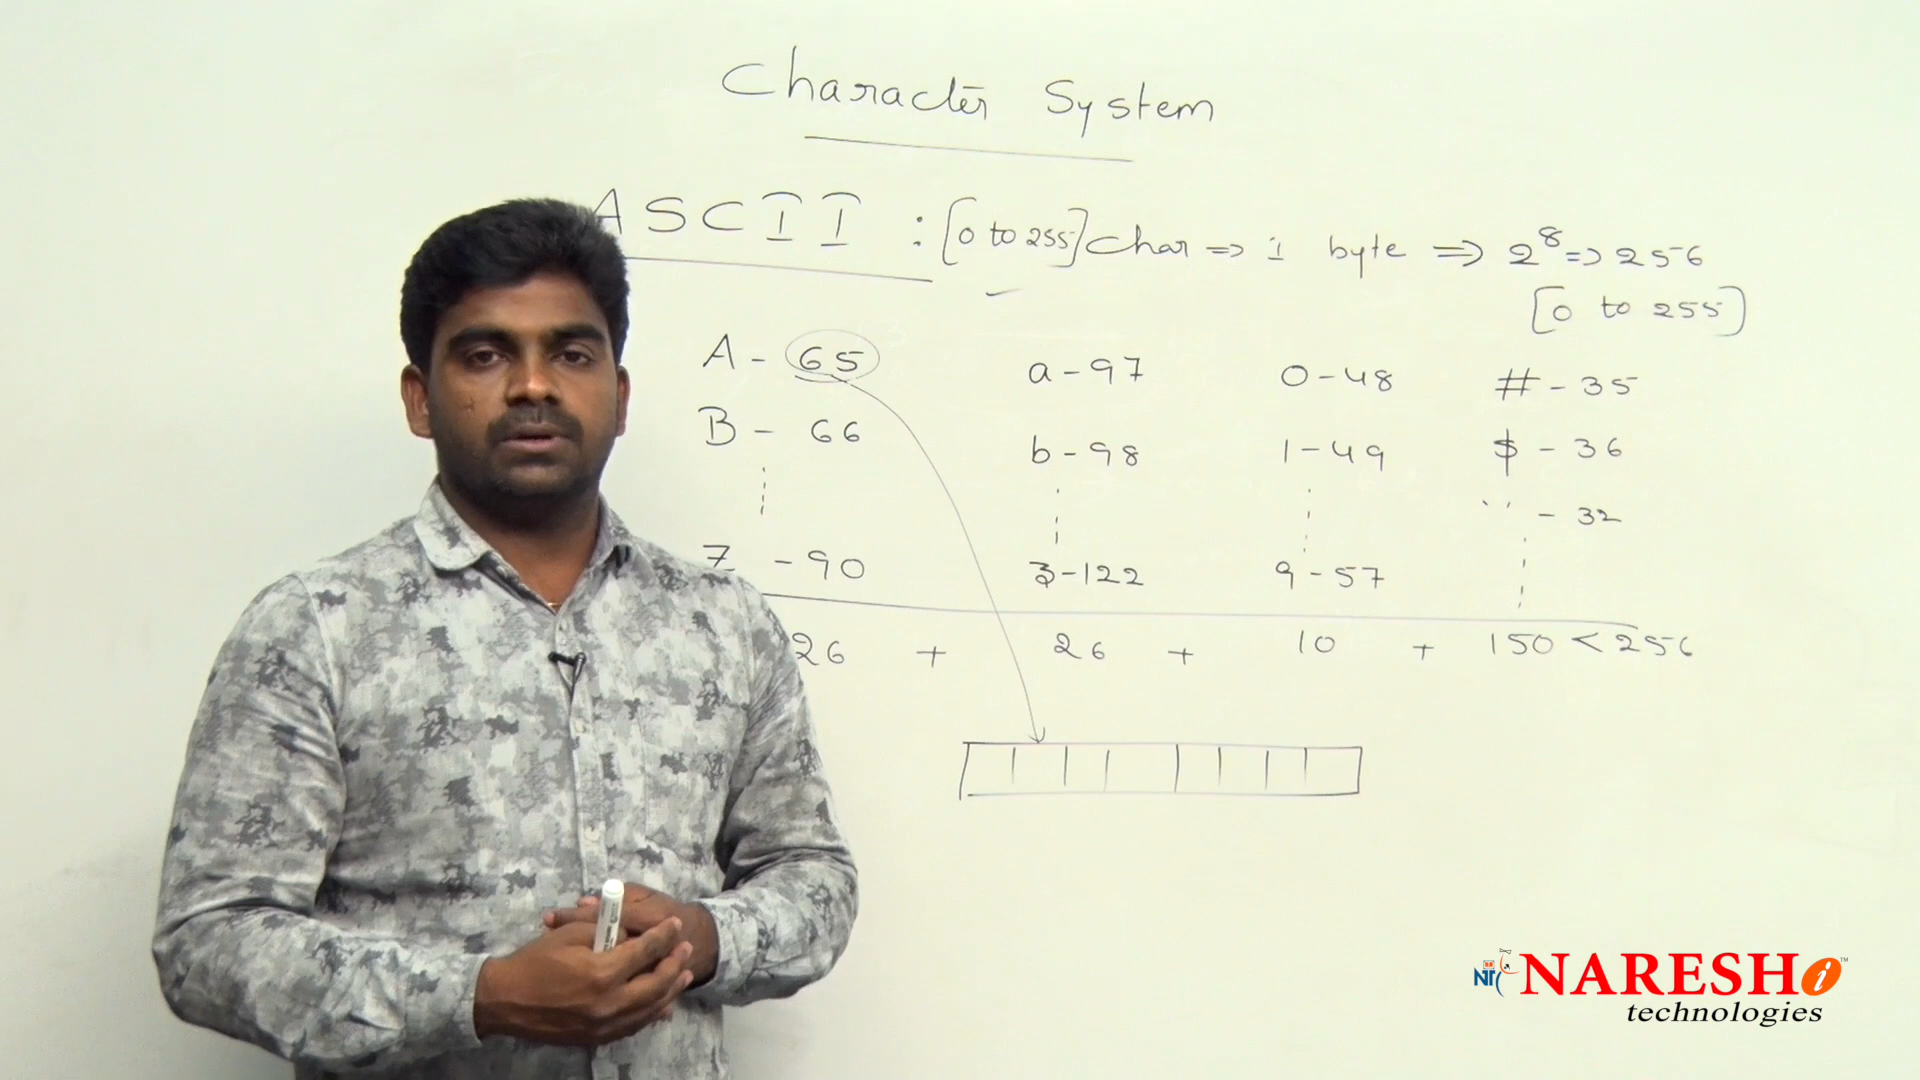 Character System
ASCII : [0 to 255] char => 1 byte => 2^8 => 256
[0 to 255]
A - 65 a - 97 0 - 48 # - 35
B - 66 b - 98 1 - 49 $ - 36
" - 32
Z - 90 z - 122 9 - 57
26 + 26 + 10 + 150 < 256
NARESHi™
technologies